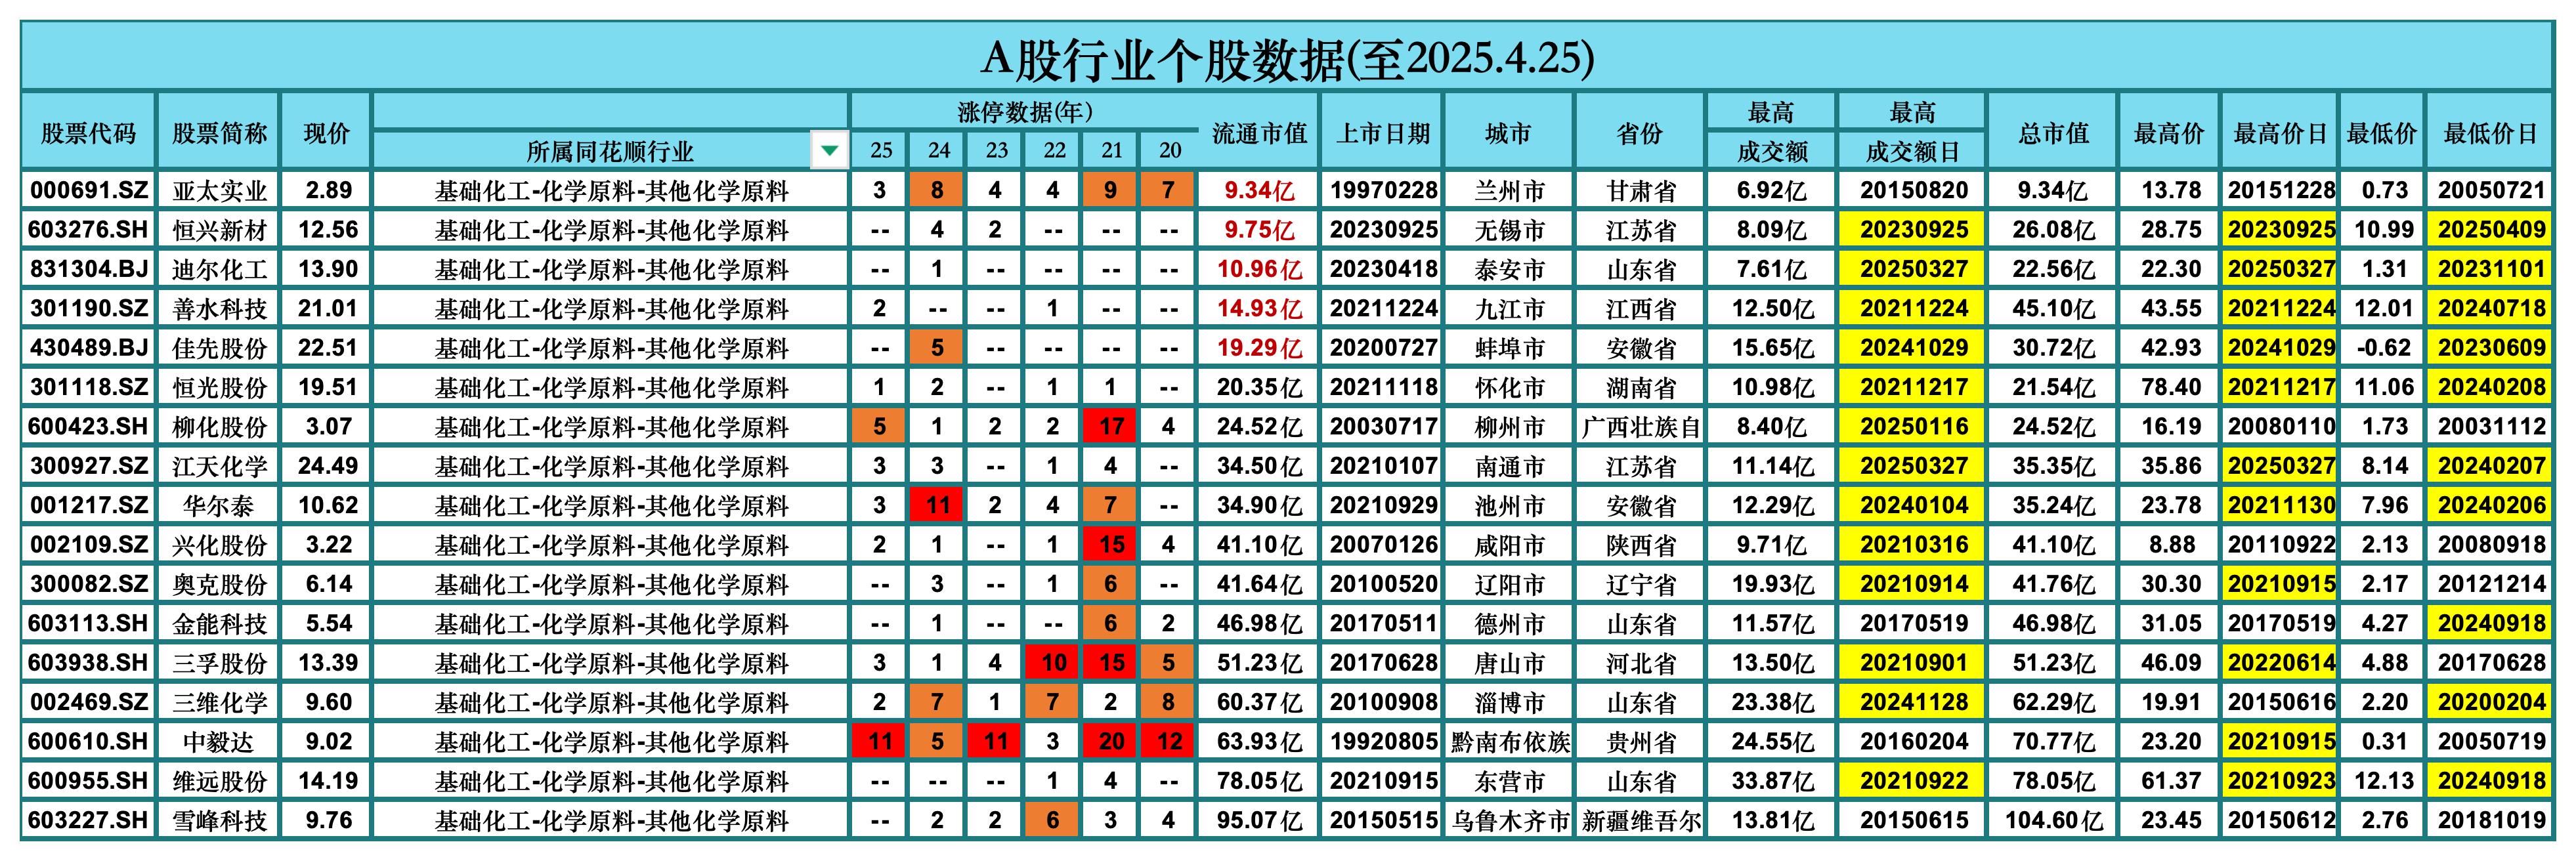 A股行业个股数据(至2025.4.25)
股票代码 股票简称 现价 所属同花顺行业 涨停数据(年) 25 24 23 22 21 20 流通市值 上市日期 城市 省份 最高成交额 最高成交额日 总市值 最高价 最高价日 最低价 最低价日
000691.SZ 亚太实业 2.89 基础化工-化学原料-其他化学原料 3 8 4 4 9 7 9.34亿 19970228 兰州市 甘肃省 6.92亿 20150820 9.34亿 13.78 20151228 0.73 20050721
603276.SH 恒兴新材 12.56 基础化工-化学原料-其他化学原料 -- 4 2 -- -- -- 9.75亿 20230925 无锡市 江苏省 8.09亿 20230925 26.08亿 28.75 20230925 10.99 20250409
831304.BJ 迪尔化工 13.90 基础化工-化学原料-其他化学原料 -- 1 -- -- -- -- 10.96亿 20230418 泰安市 山东省 7.61亿 20250327 22.56亿 22.30 20250327 1.31 20231101
301190.SZ 善水科技 21.01 基础化工-化学原料-其他化学原料 2 -- -- 1 -- -- 14.93亿 20211224 九江市 江西省 12.50亿 20211224 45.10亿 43.55 20211224 12.01 20240718
430489.BJ 佳先股份 22.51 基础化工-化学原料-其他化学原料 -- 5 -- -- -- -- 19.29亿 20200727 蚌埠市 安徽省 15.65亿 20241029 30.72亿 42.93 20241029 -0.62 20230609
301118.SZ 恒光股份 19.51 基础化工-化学原料-其他化学原料 1 2 -- 1 1 -- 20.35亿 20211118 怀化市 湖南省 10.98亿 20211217 21.54亿 78.40 20211217 11.06 20240208
600423.SH 柳化股份 3.07 基础化工-化学原料-其他化学原料 5 1 2 2 17 4 24.52亿 20030717 柳州市 广西壮族自 8.40亿 20250116 24.52亿 16.19 20080110 1.73 20031112
300927.SZ 江天化学 24.49 基础化工-化学原料-其他化学原料 3 3 -- 1 4 -- 34.50亿 20210107 南通市 江苏省 11.14亿 20250327 35.35亿 35.86 20250327 8.14 20240207
001217.SZ 华尔泰 10.62 基础化工-化学原料-其他化学原料 3 11 2 4 7 -- 34.90亿 20210929 池州市 安徽省 12.29亿 20240104 35.24亿 23.78 20211130 7.96 20240206
002109.SZ 兴化股份 3.22 基础化工-化学原料-其他化学原料 2 1 -- 1 15 4 41.10亿 20070126 咸阳市 陕西省 9.71亿 20210316 41.10亿 8.88 20110922 2.13 20080918
300082.SZ 奥克股份 6.14 基础化工-化学原料-其他化学原料 -- 3 -- 1 6 -- 41.64亿 20100520 辽阳市 辽宁省 19.93亿 20210914 41.76亿 30.30 20210915 2.17 20121214
603113.SH 金能科技 5.54 基础化工-化学原料-其他化学原料 -- 1 -- -- 6 2 46.98亿 20170511 德州市 山东省 11.57亿 20170519 46.98亿 31.05 20170519 4.27 20240918
603938.SH 三孚股份 13.39 基础化工-化学原料-其他化学原料 3 1 4 10 15 5 51.23亿 20170628 唐山市 河北省 13.50亿 20210901 51.23亿 46.09 20220614 4.88 20170628
002469.SZ 三维化学 9.60 基础化工-化学原料-其他化学原料 2 7 1 7 2 8 60.37亿 20100908 淄博市 山东省 23.38亿 20241128 62.29亿 19.91 20150616 2.20 20200204
600610.SH 中毅达 9.02 基础化工-化学原料-其他化学原料 11 5 11 3 20 12 63.93亿 19920805 黔南布依族 贵州省 24.55亿 20160204 70.77亿 23.20 20210915 0.31 20050719
600955.SH 维远股份 14.19 基础化工-化学原料-其他化学原料 -- -- -- 1 4 -- 78.05亿 20210915 东营市 山东省 33.87亿 20210922 78.05亿 61.37 20210923 12.13 20240918
603227.SH 雪峰科技 9.76 基础化工-化学原料-其他化学原料 -- 2 2 6 3 4 95.07亿 20150515 乌鲁木齐市 新疆维吾尔 13.81亿 20150615 104.60亿 23.45 20150612 2.76 20181019